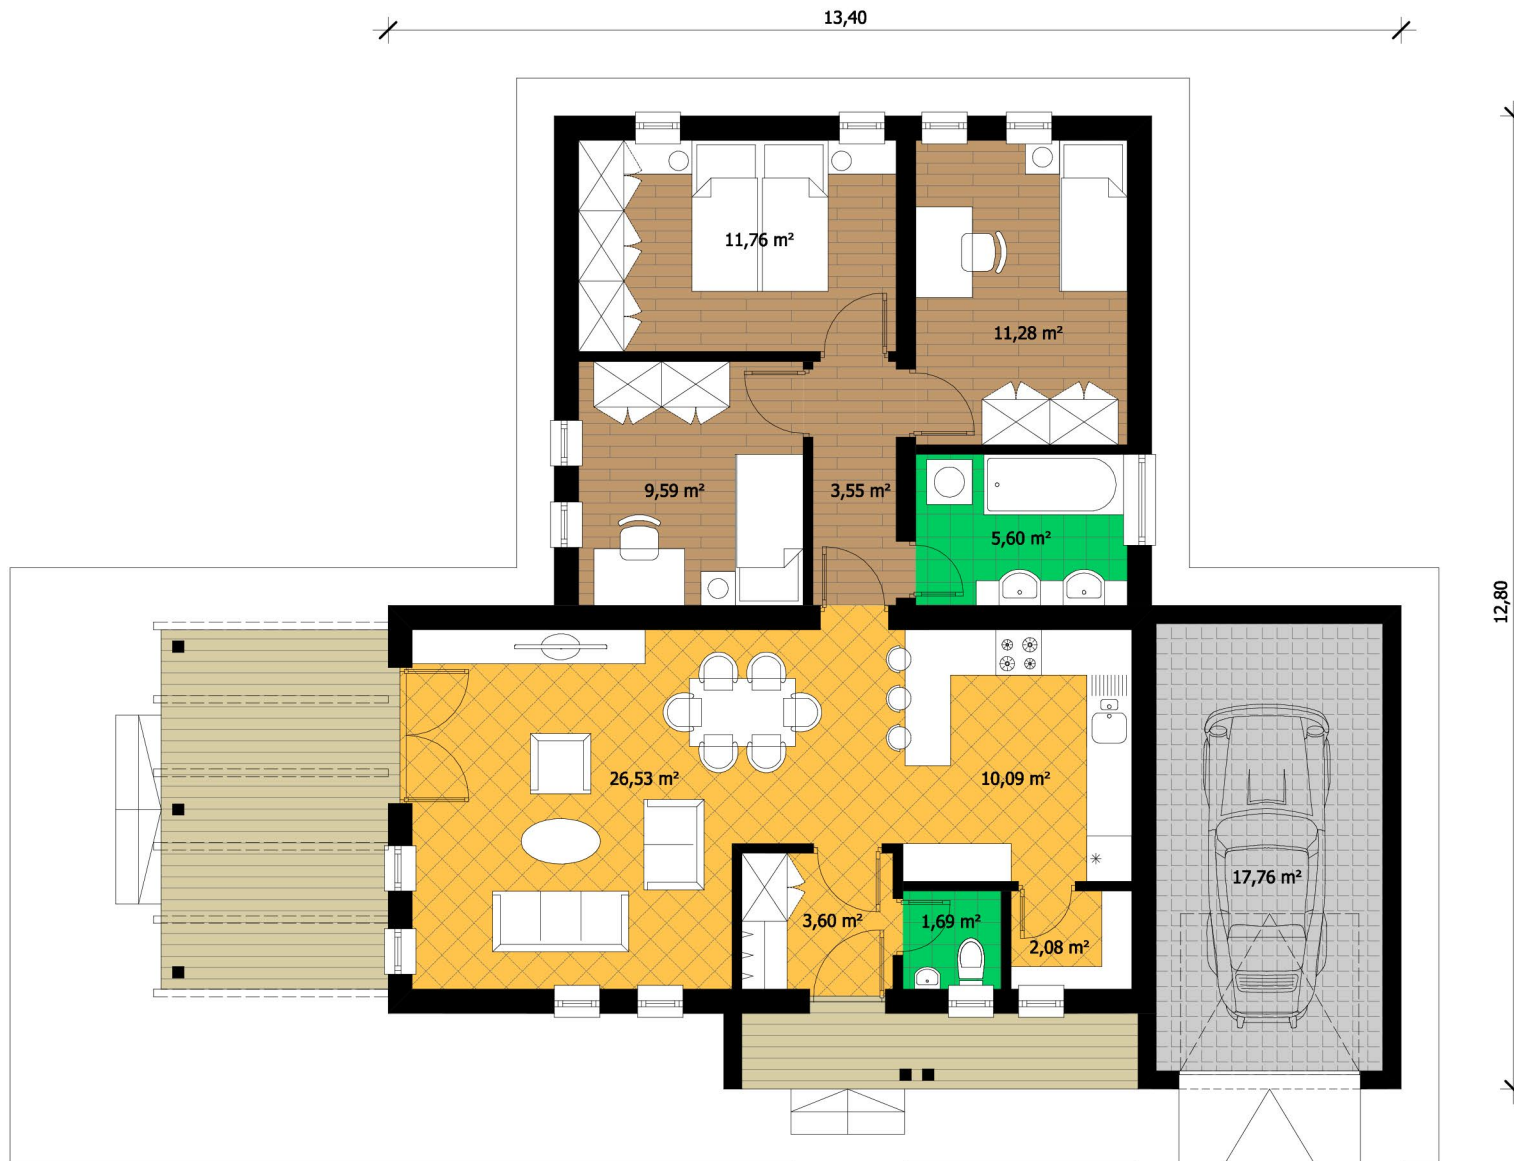 13,40
11,76 m²
11,28 m²
9,59 m²
3,55 m²
5,60 m²
12,80
26,53 m²
10,09 m²
17,76 m²
3,60 m²
1,69 m²
2,08 m²